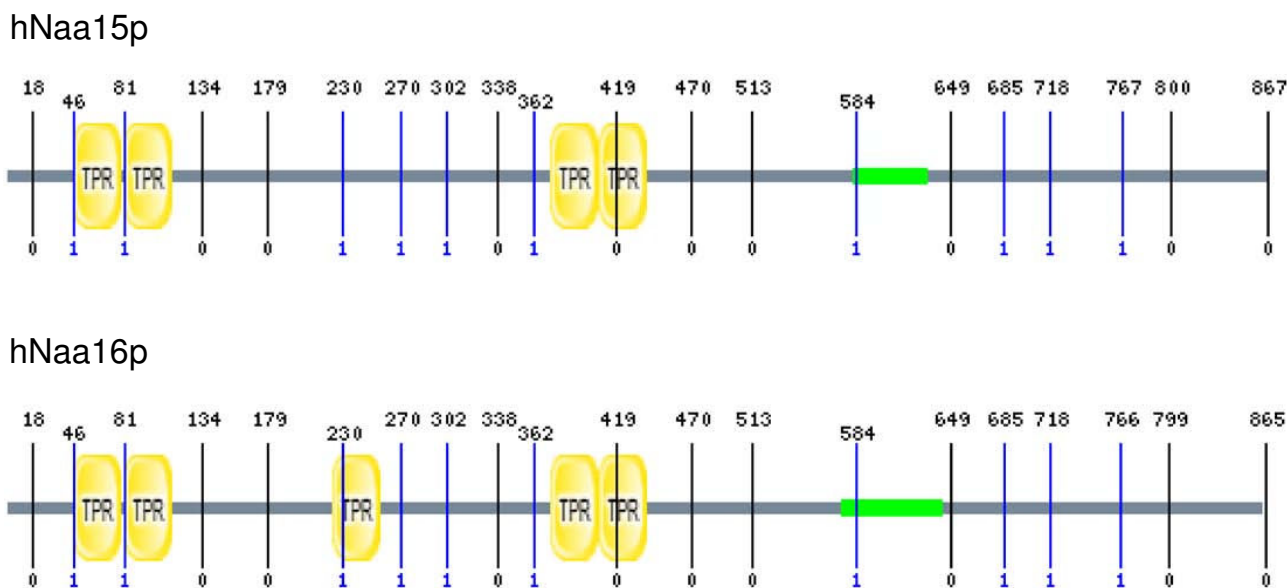 hNaa15p
18 46 81 134 179 230 270 302 338 362 419 470 513 584 649 685 718 767 800 867
TPR TPR TPR TPR
0 1 1 0 0 1 1 1 0 1 0 0 0 1 0 1 1 1 0 0
hNaa16p
18 46 81 134 179 230 270 302 338 362 419 470 513 584 649 685 718 766 799 865
TPR TPR TPR TPR TPR
0 1 1 0 0 1 1 1 0 1 0 0 0 1 0 1 1 1 0 0